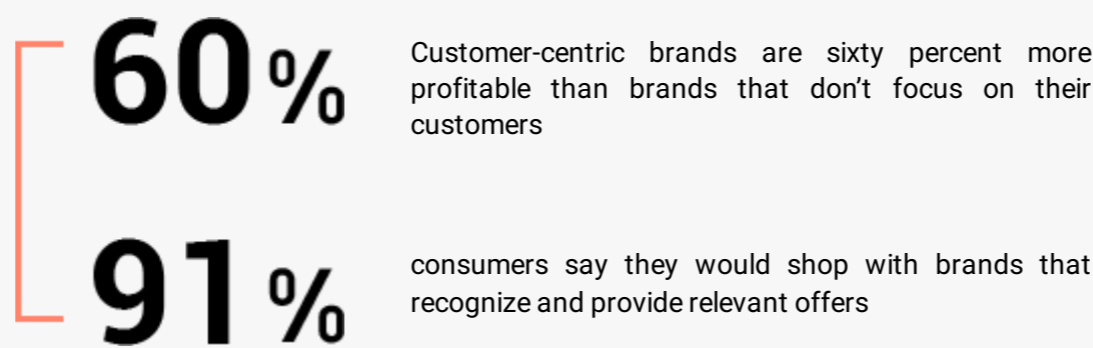 60%
Customer-centric brands are sixty percent more
profitable than brands that don’t focus on their
customers
91%
consumers say they would shop with brands that
recognize and provide relevant offers